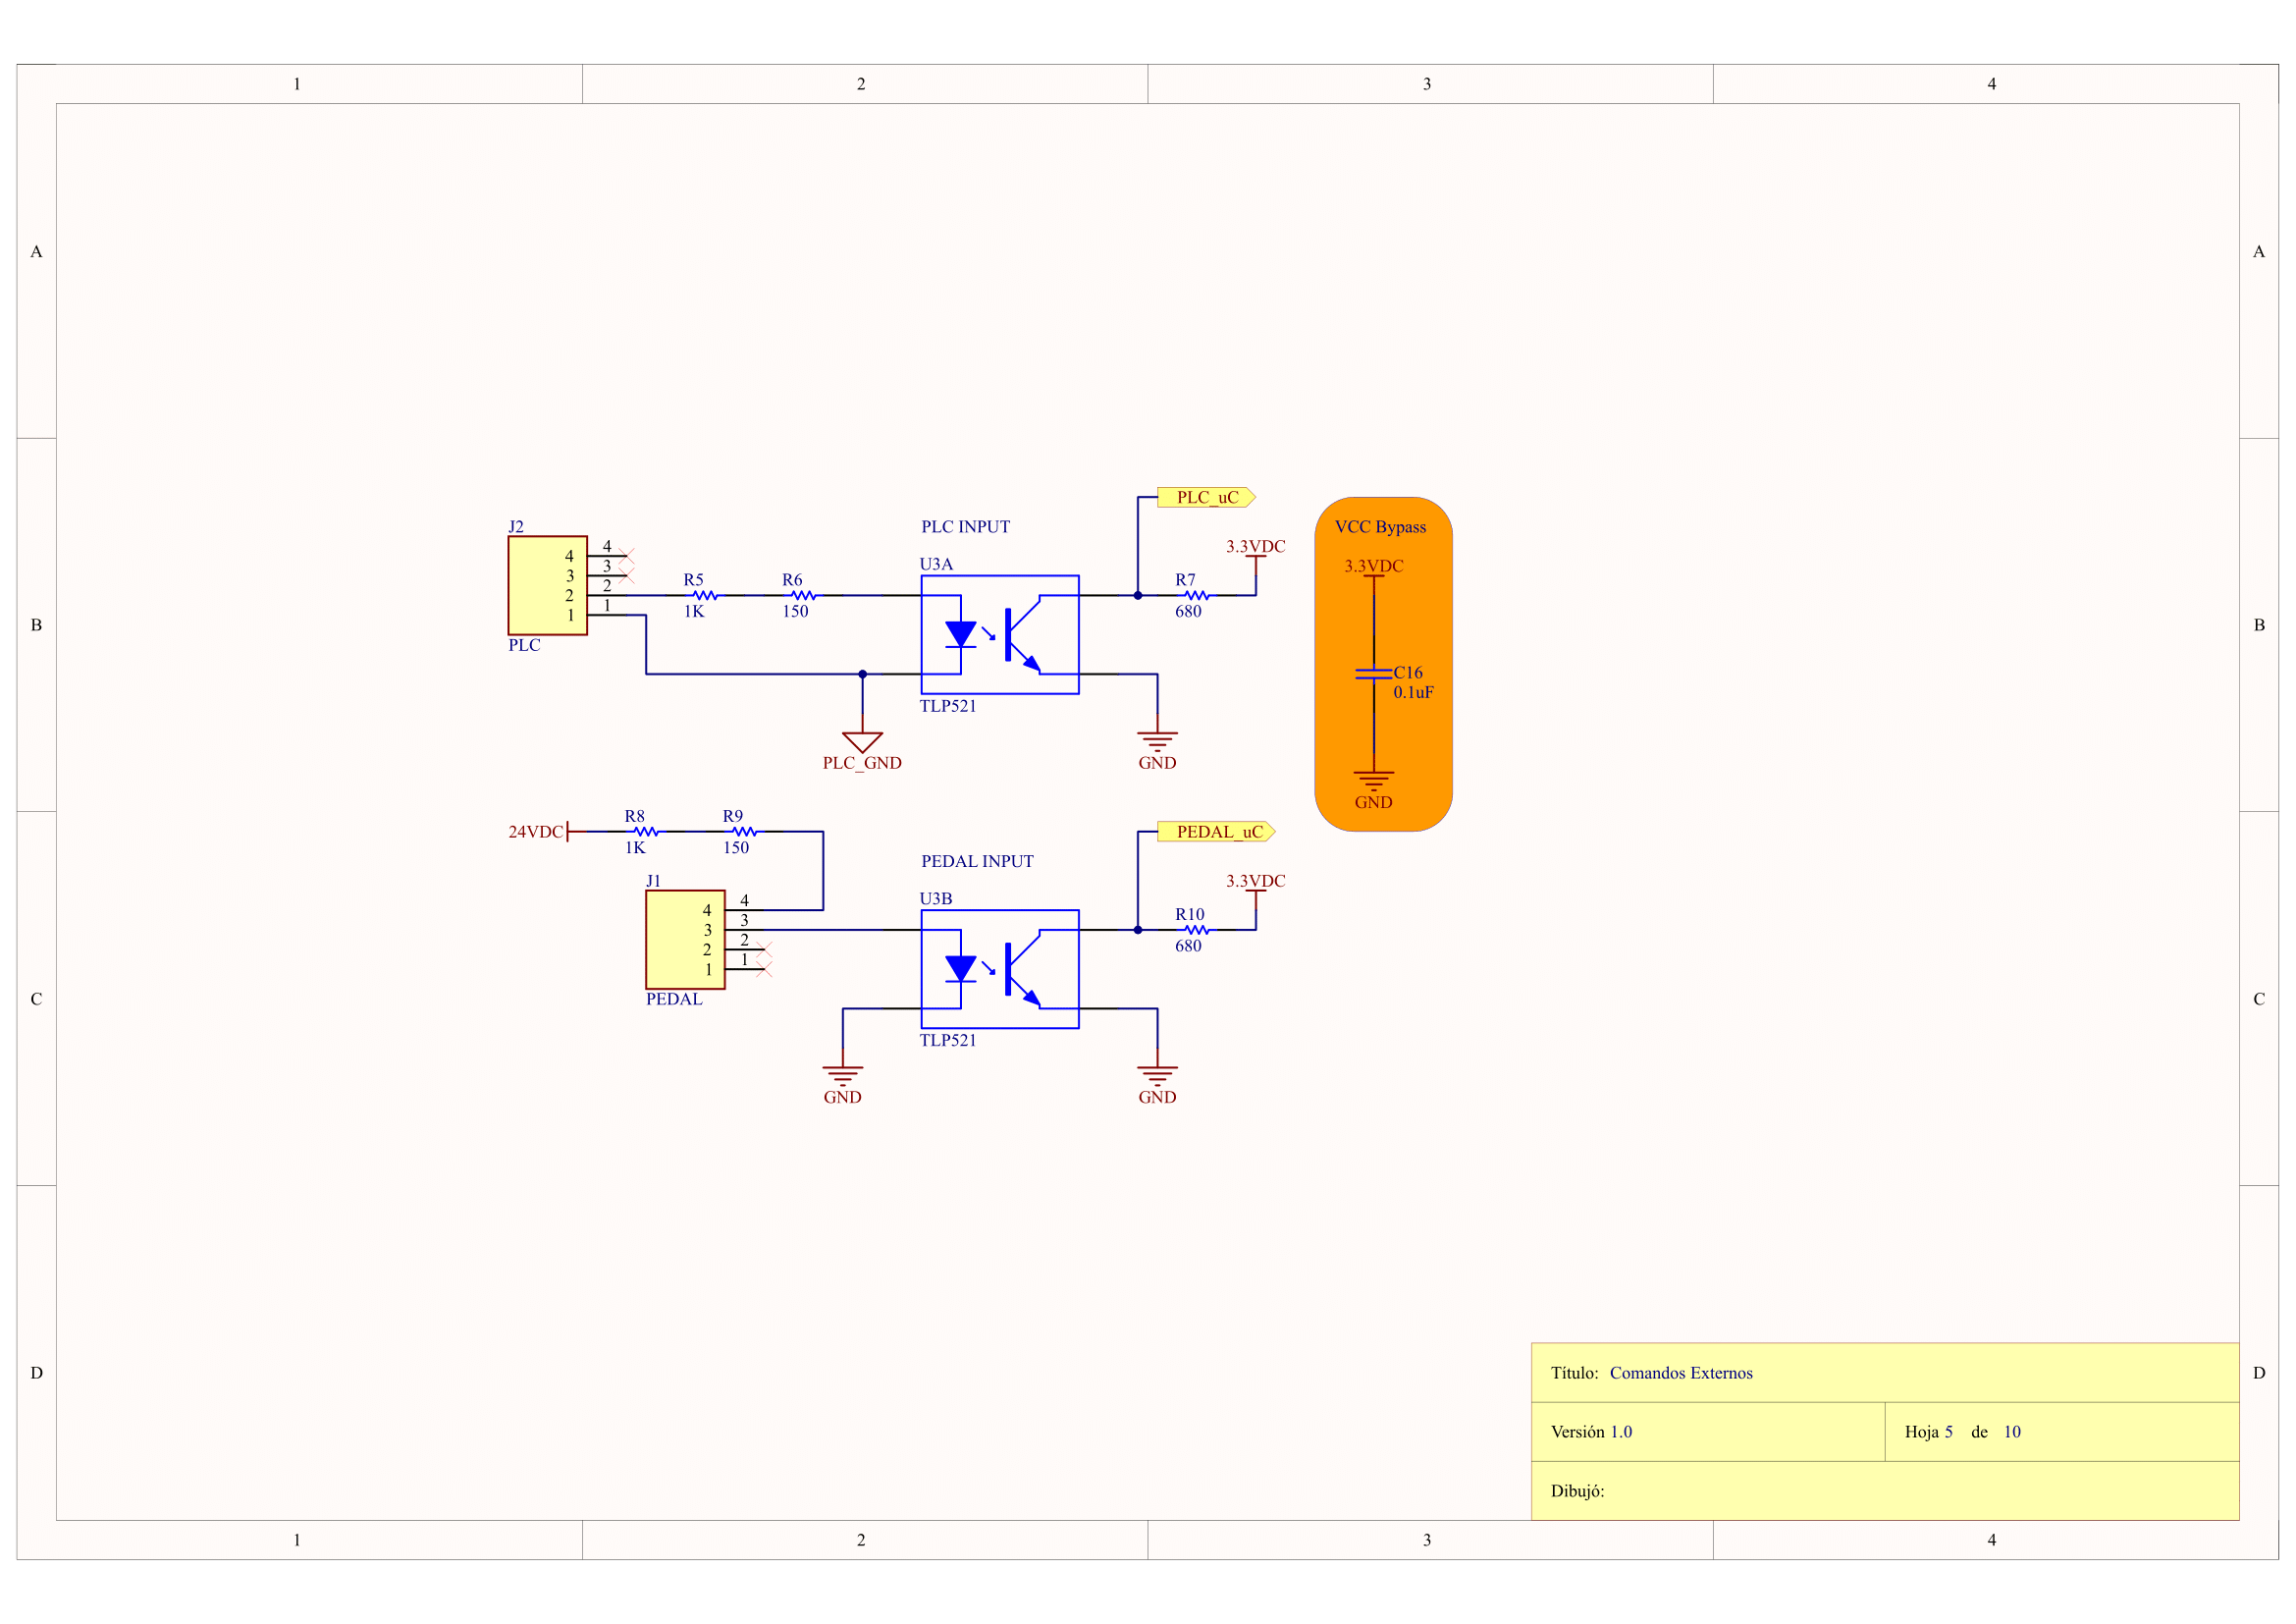 1 2 3 4
A A
PLC_uC
J2 PLC INPUT VCC Bypass
4 4
3 3
2 2
1 1
PLC
R5
1K
R6
150
U3A
TLP521
R7
680
3.3VDC
3.3VDC
C16
0.1uF
GND
B B
PLC_GND
GND
24VDC
R8
1K
R9
150
PEDAL_uC
PEDAL INPUT
J1
4 4
3 3
2 2
1 1
PEDAL
U3B
TLP521
R10
680
3.3VDC
C C
GND
GND
D D
Título: Comandos Externos
Versión 1.0 Hoja 5 de 10
Dibujó:
1 2 3 4